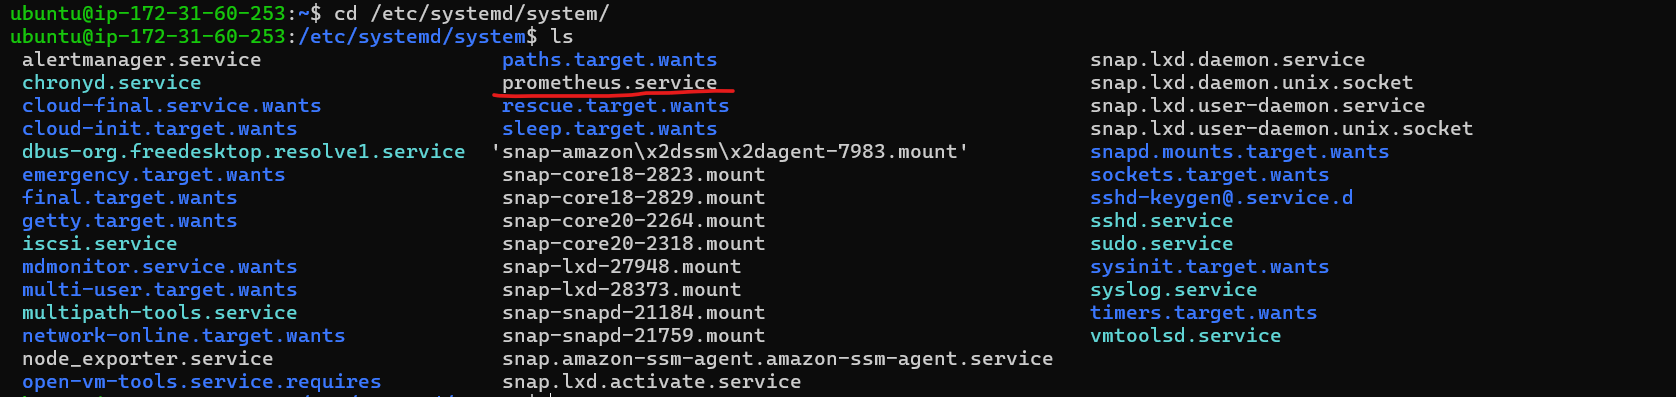 ubuntu@ip-172-31-60-253:~$ cd /etc/systemd/system/
ubuntu@ip-172-31-60-253:/etc/systemd/system$ ls
alertmanager.service paths.target.wants snap.lxd.daemon.service
chronyd.service prometheus.service snap.lxd.daemon.unix.socket
cloud-final.service.wants rescue.target.wants snap.lxd.user-daemon.service
cloud-init.target.wants sleep.target.wants snap.lxd.user-daemon.unix.socket
dbus-org.freedesktop.resolve1.service 'snap-amazon\x2dssm\x2dagent-7983.mount' snapd.mounts.target.wants
emergency.target.wants snap-core18-2823.mount sockets.target.wants
final.target.wants snap-core18-2829.mount sshd-keygen@.service.d
getty.target.wants snap-core20-2264.mount sshd.service
iscsi.service snap-core20-2318.mount sudo.service
mdmonitor.service.wants snap-lxd-27948.mount sysinit.target.wants
multi-user.target.wants snap-lxd-28373.mount syslog.service
multipath-tools.service snap-snapd-21184.mount timers.target.wants
network-online.target.wants snap-snapd-21759.mount vmtoolsd.service
node_exporter.service snap.amazon-ssm-agent.amazon-ssm-agent.service
open-vm-tools.service.requires snap.lxd.activate.service